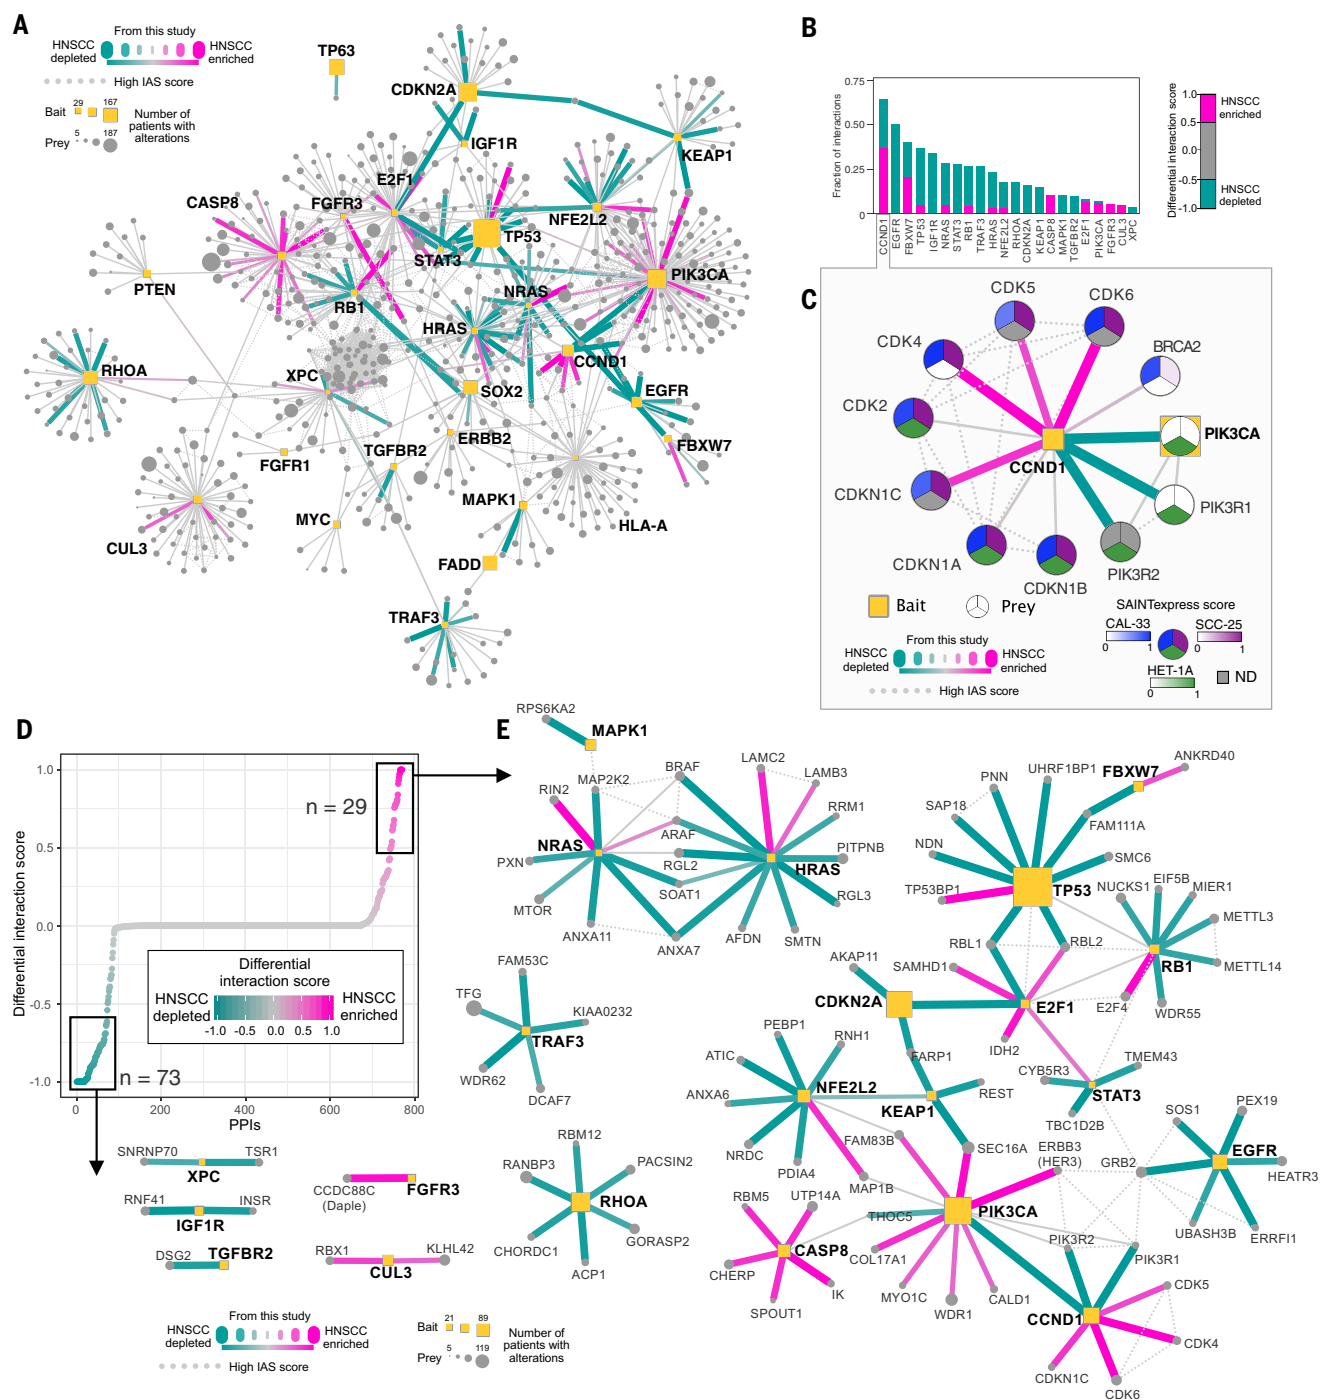 A
From this study
HNSCC depleted
HNSCC enriched
High IAS score
Bait
29
167
Number of patients with alterations
Prey
5
187
TP63
CDKN2A
IGF1R
KEAP1
E2F1
CASP8
FGFR3
NFE2L2
TP53
STAT3
PIK3CA
PTEN
NRAS
RB1
HRAS
CCND1
RHOA
XPC
SOX2
EGFR
ERBB2
FBXW7
TGFBR2
FGFR1
MAPK1
MYC
HLA-A
CUL3
FADD
TRAF3
B
Fraction of interactions
0.75
0.50
0.25
0
CCND1
EGFR
FBXW7
TP53
IGF1R
NRAS
STAT3
RB1
TRAF3
HRAS
NFE2L2
RHOA
CDKN2A
KEAP1
CASP8
MAPK1
TGFBR2
E2F1
PIK3CA
FGFR3
CUL3
XPC
Differential interaction score
1.0
0.5
0.0
-0.5
-1.0
HNSCC enriched
HNSCC depleted
C
CDK5
CDK6
CDK4
BRCA2
CDK2
PIK3CA
CCND1
CDKN1C
PIK3R1
CDKN1A
CDKN1B
PIK3R2
Bait
Prey
SAINTexpress score
CAL-33
0 1
SCC-25
0 1
HET-1A
0 1
ND
From this study
HNSCC depleted
HNSCC enriched
High IAS score
D
Differential interaction score
1.0
0.5
0.0
-0.5
-1.0
n = 29
n = 73
Differential interaction score
HNSCC depleted
HNSCC enriched
-1.0 -0.5 0.0 0.5 1.0
0 200 400 600 800
PPIs
SNRNP70
TSR1
XPC
RNF41
INSR
IGF1R
DSG2
TGFBR2
CCDC88C
(Daple)
FGFR3
RBX1
KLHL42
CUL3
From this study
HNSCC depleted
HNSCC enriched
High IAS score
Bait
21
89
Number of patients with alterations
Prey
5
119
E
RPS6KA2
MAPK1
MAP2K2
BRAF
LAMC2
LAMB3
RIN2
RRM1
ARAF
NRAS
PITPNB
PXN
RGL2
HRAS
SOAT1
RGL3
MTOR
ANXA11
ANXA7
AFDN
SMTN
PNN
UHRF1BP1
FBXW7
ANKRD40
SAP18
FAM111A
NDN
SMC6
TP53BP1
TP53
NUCKS1
EIF5B
MIER1
METTL3
RBL1
RBL2
RB1
METTL14
AKAP11
SAMHD1
CDKN2A
E2F1
E2F4
WDR55
IDH2
FAM53C
TFG
KIAA0232
TRAF3
WDR62
DCAF7
PEBP1
RNH1
FARP1
ATIC
NFE2L2
ANXA6
KEAP1
REST
CYB5R3
TMEM43
STAT3
TBC1D2B
NRDC
PDIA4
FAM83B
SEC16A
ERBB3
(HER3)
GRB2
SOS1
PEX19
EGFR
HEATR3
RBM12
RANBP3
PACSIN2
RHOA
GORASP2
CHORDC1
ACP1
MAP1B
RBM5
UTP14A
THOC5
PIK3CA
CASP8
CHERP
IK
SPOUT1
COL17A1
MYO1C
WDR1
CALD1
PIK3R2
PIK3R1
UBASH3B
ERRFI1
CDK5
CCND1
CDK4
CDKN1C
CDK6